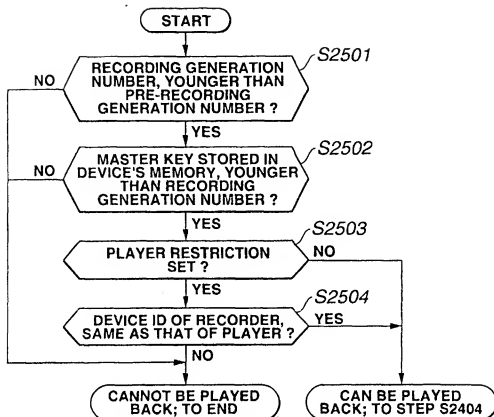 START
S2501
RECORDING GENERATION
NUMBER, YOUNGER THAN
PRE-RECORDING
GENERATION NUMBER ?
NO
YES
S2502
MASTER KEY STORED IN
DEVICE'S MEMORY, YOUNGER
THAN RECORDING
GENERATION NUMBER ?
NO
YES
S2503
PLAYER RESTRICTION
SET ?
NO
YES
S2504
DEVICE ID OF RECORDER,
SAME AS THAT OF PLAYER ?
YES
NO
CANNOT BE PLAYED
BACK; TO END
CAN BE PLAYED
BACK; TO STEP S2404